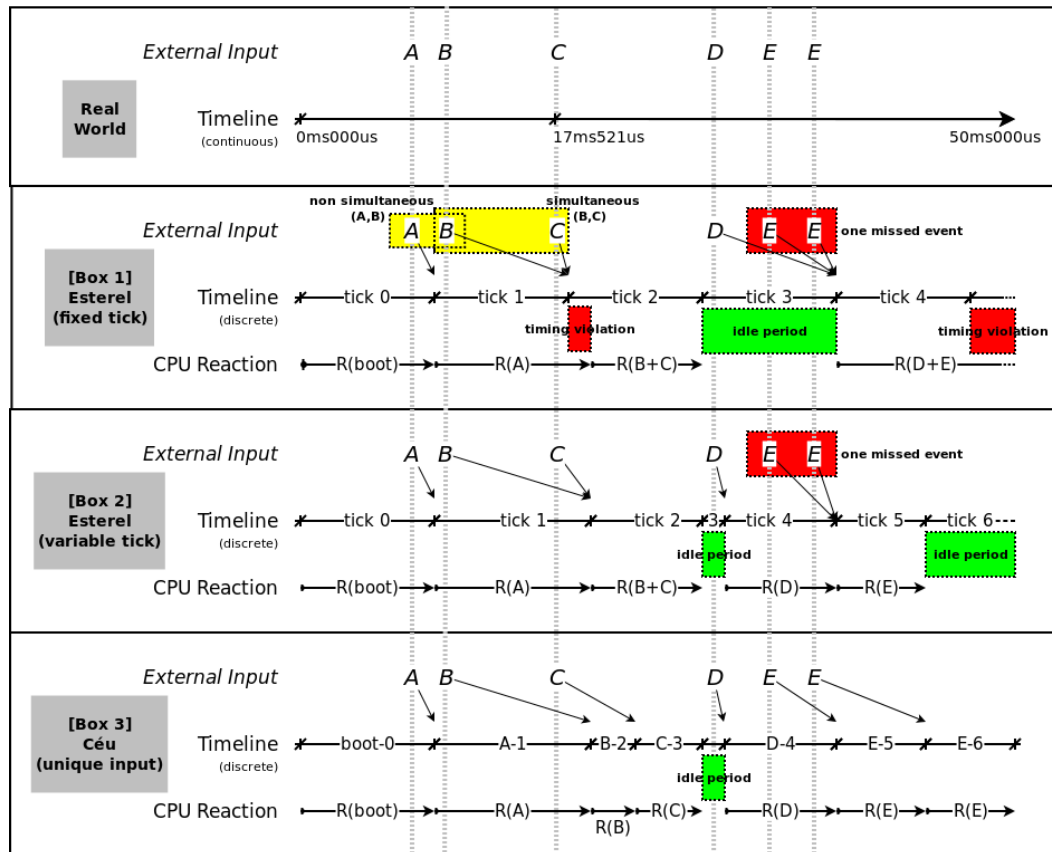 External Input A B C D E E
Real
World
Timeline
(continuous)
0ms000us 17ms521us 50ms000us
non simultaneous
(A,B)
simultaneous
(B,C)
External Input A B C D E E one missed event
[Box 1]
Esterel
(fixed tick)
Timeline tick 0 tick 1 tick 2 tick 3 tick 4
(discrete)
timing violation idle period timing violation
CPU Reaction R(boot) R(A) R(B+C) R(D+E)
External Input A B C D E E one missed event
[Box 2]
Esterel
(variable tick)
Timeline tick 0 tick 1 tick 2 3 tick 4 tick 5 tick 6
(discrete)
idle period idle period
CPU Reaction R(boot) R(A) R(B+C) R(D) R(E)
External Input A B C D E E
[Box 3]
Céu
(unique input)
Timeline boot-0 A-1 B-2 C-3 D-4 E-5 E-6
(discrete)
idle period
CPU Reaction R(boot) R(A) R(B) R(C) R(D) R(E) R(E)